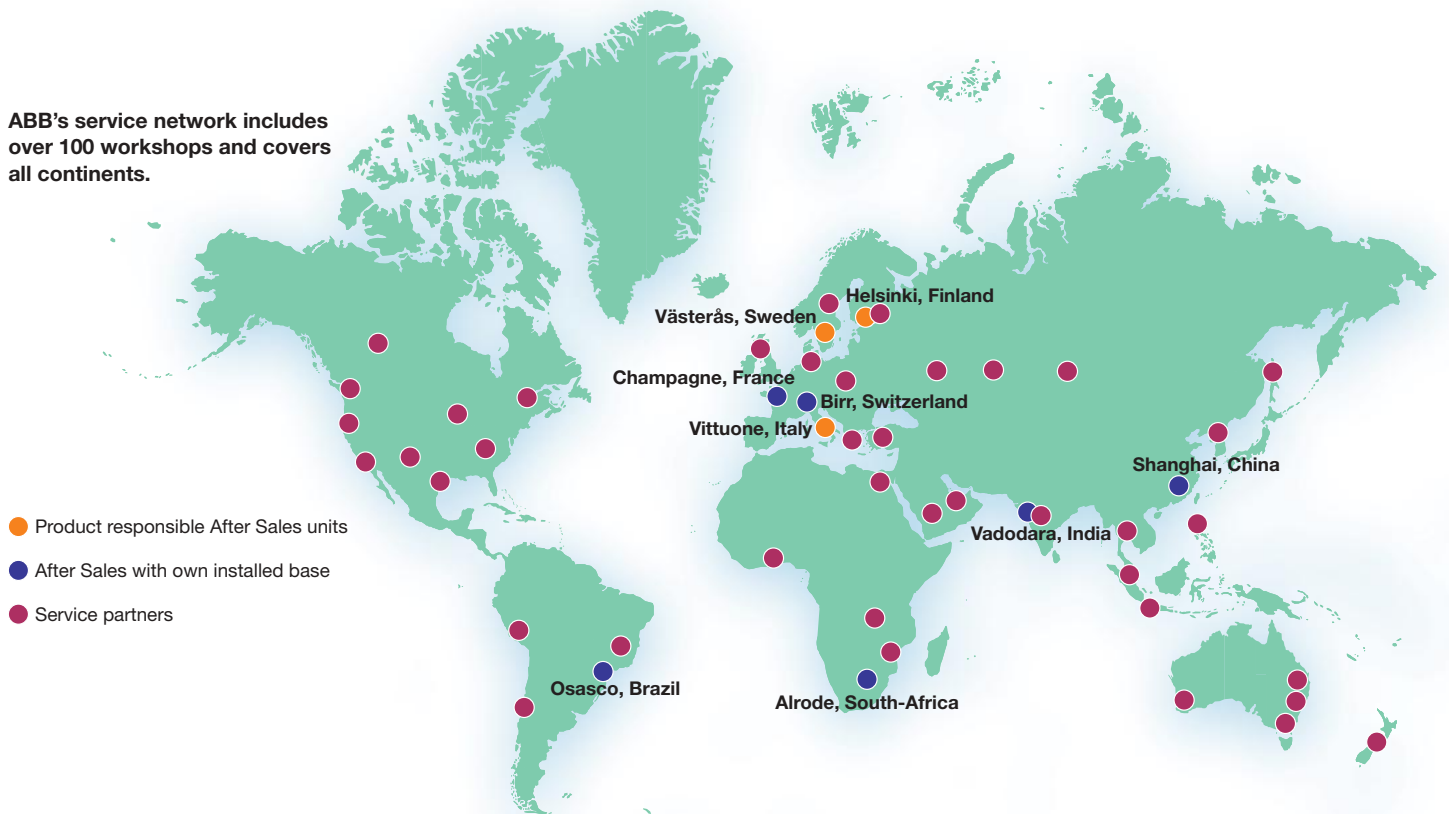 ABB's service network includes
over 100 workshops and covers
all continents.
Helsinki, Finland
Västerås, Sweden
Champagne, France
Birr, Switzerland
Vittuone, Italy
Shanghai, China
Product responsible After Sales units
Vadodara, India
After Sales with own installed base
Service partners
Osasco, Brazil
Alrode, South-Africa